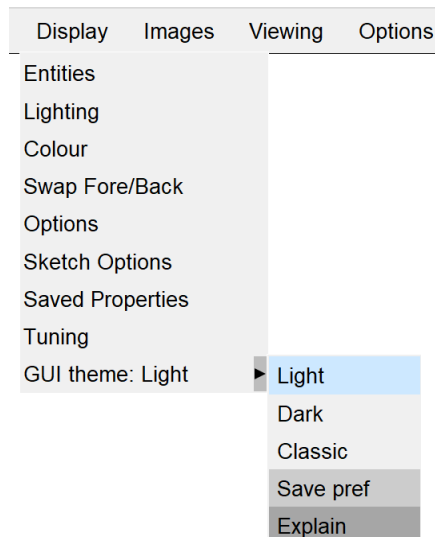 Display Images Viewing Options
Entities
Lighting
Colour
Swap Fore/Back
Options
Sketch Options
Saved Properties
Tuning
GUI theme: Light
Light
Dark
Classic
Save pref
Explain